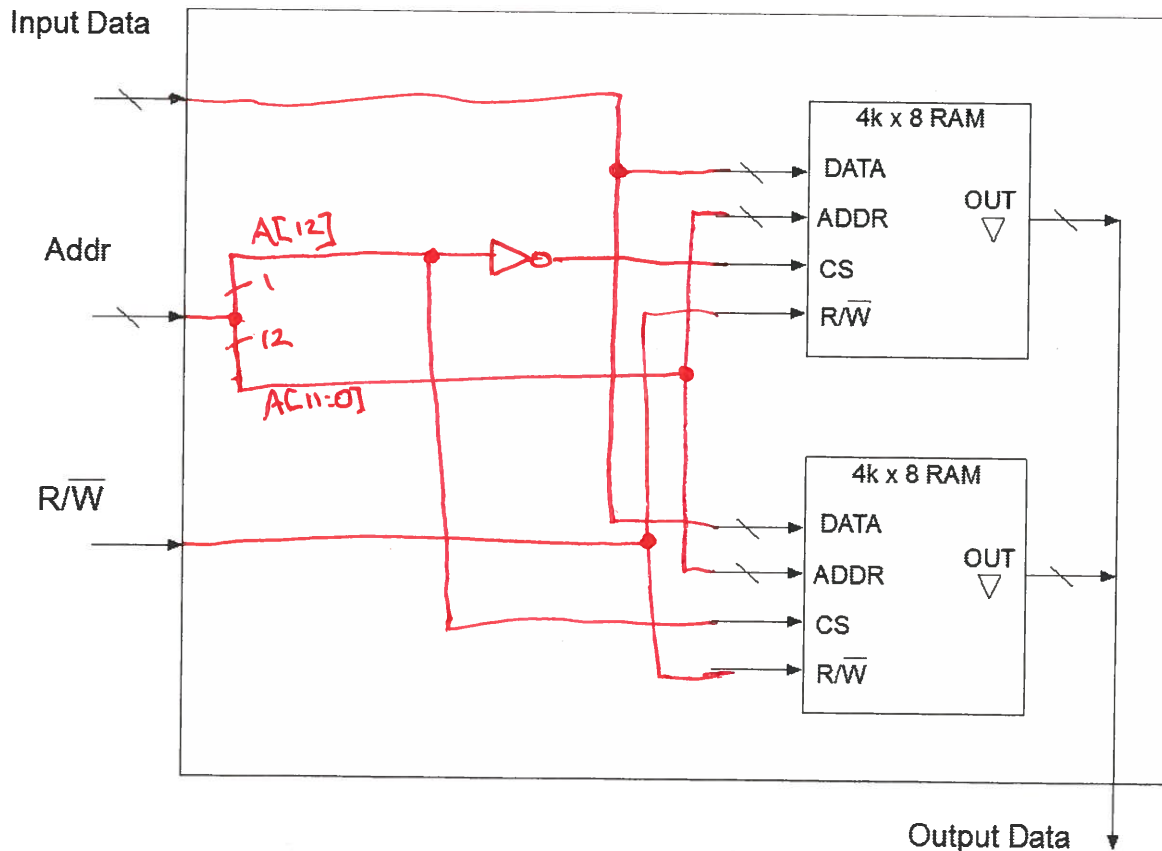 Input Data
4k x 8 RAM
DATA
OUT
ADDR
A[12]
Addr
CS
1
R/W̅
12
A[11:0]
4k x 8 RAM
R/W̅
DATA
OUT
ADDR
CS
R/W̅
Output Data